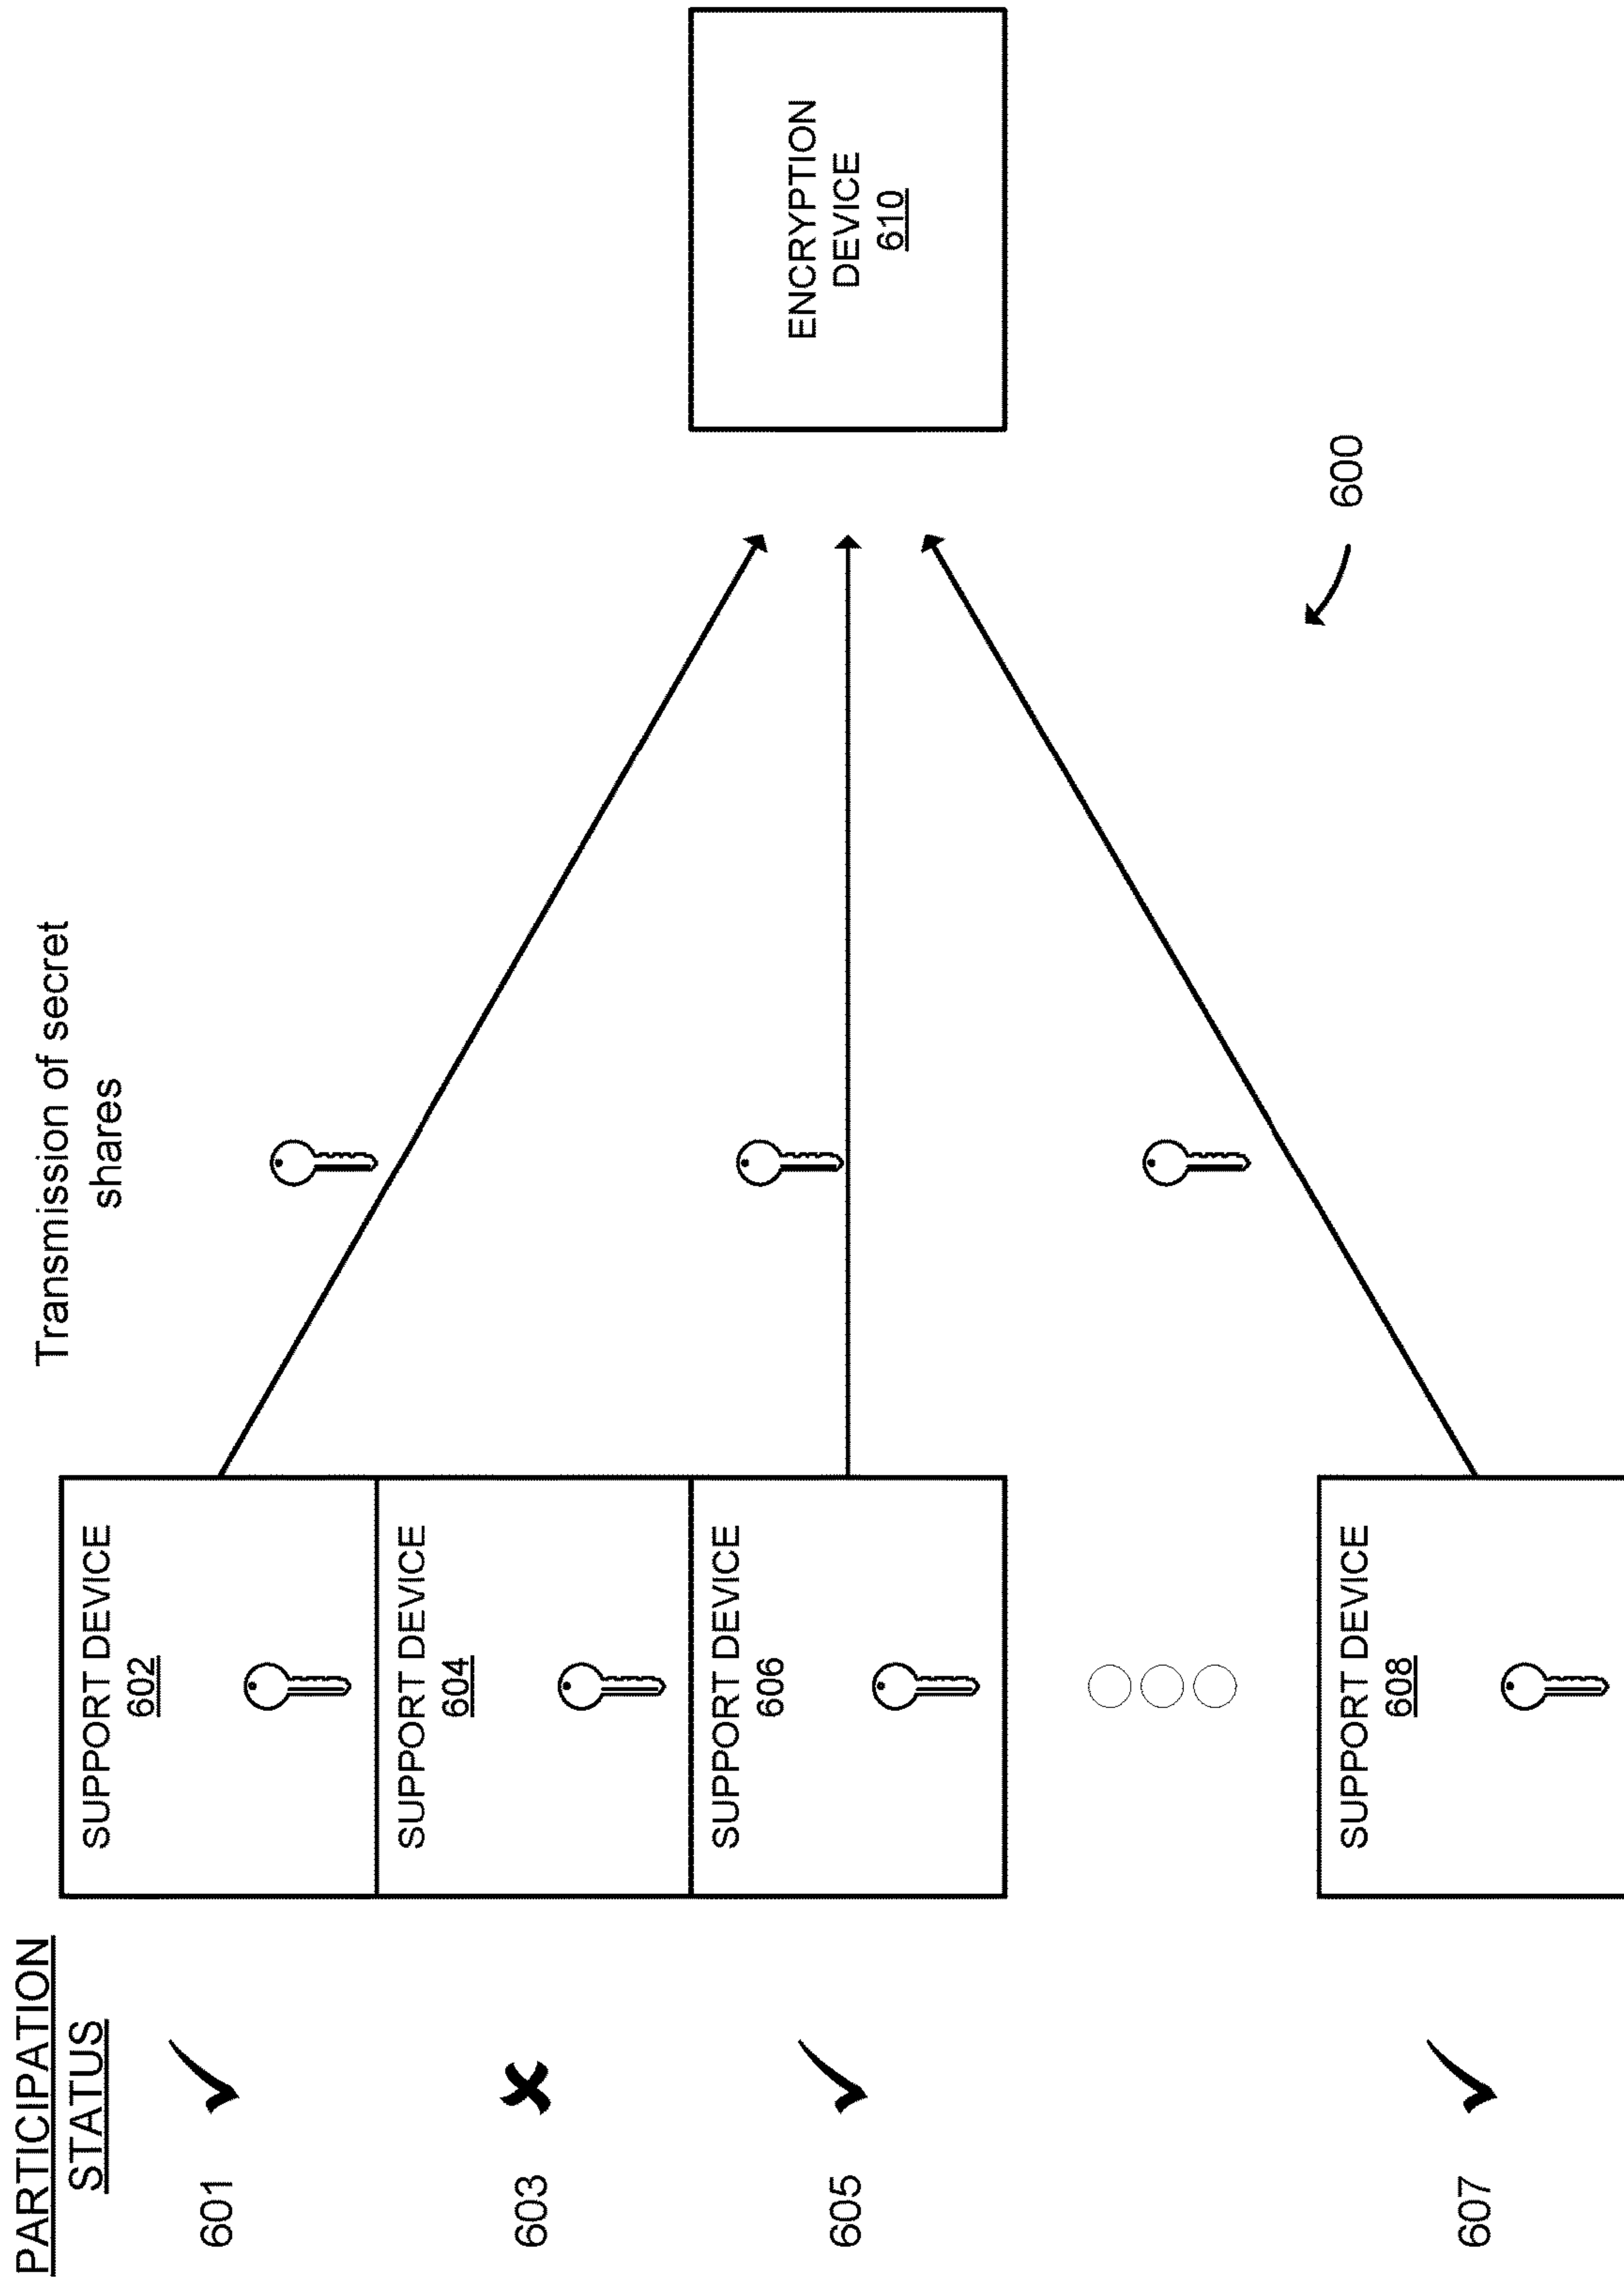 PARTICIPATION
STATUS
Transmission of secret
shares
601
SUPPORT DEVICE
602
603
SUPPORT DEVICE
604
605
SUPPORT DEVICE
606
ENCRYPTION
DEVICE
610
607
SUPPORT DEVICE
608
600